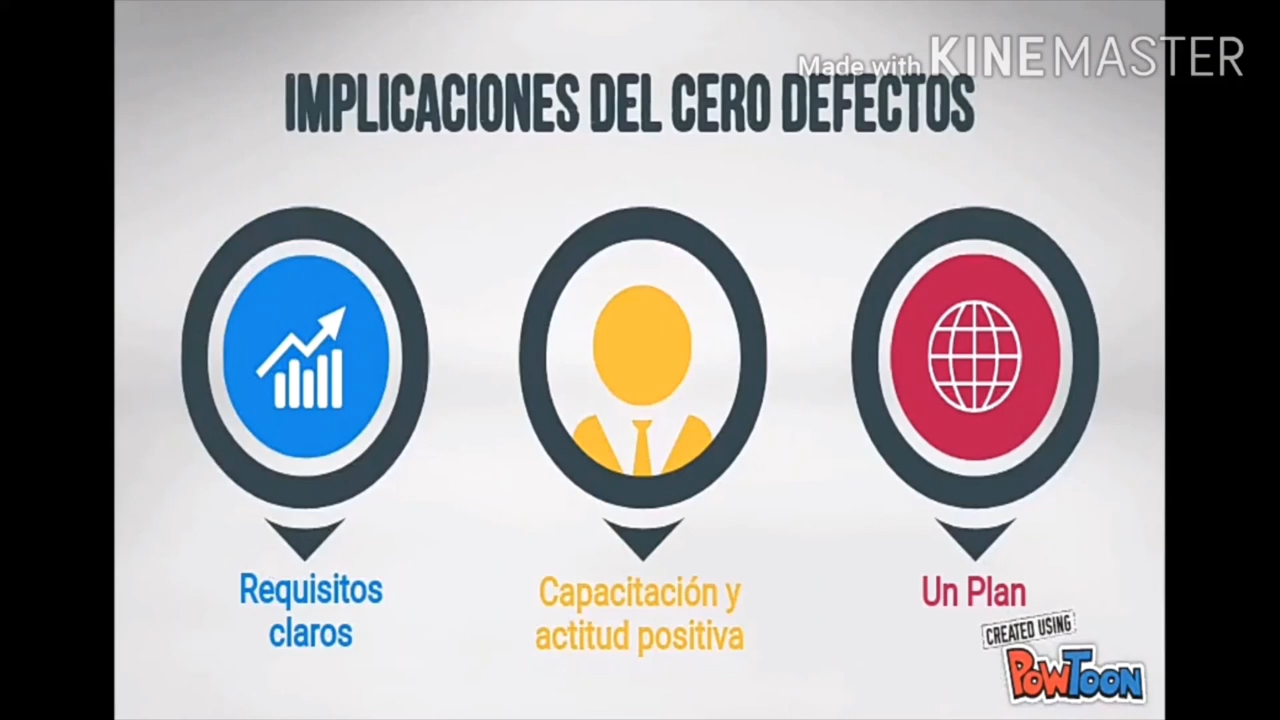 Made with KINEMASTER
IMPLICACIONES DEL CERO DEFECTOS
Requisitos
claros
Capacitación y
actitud positiva
Un Plan
CREATED USING
POWTOON